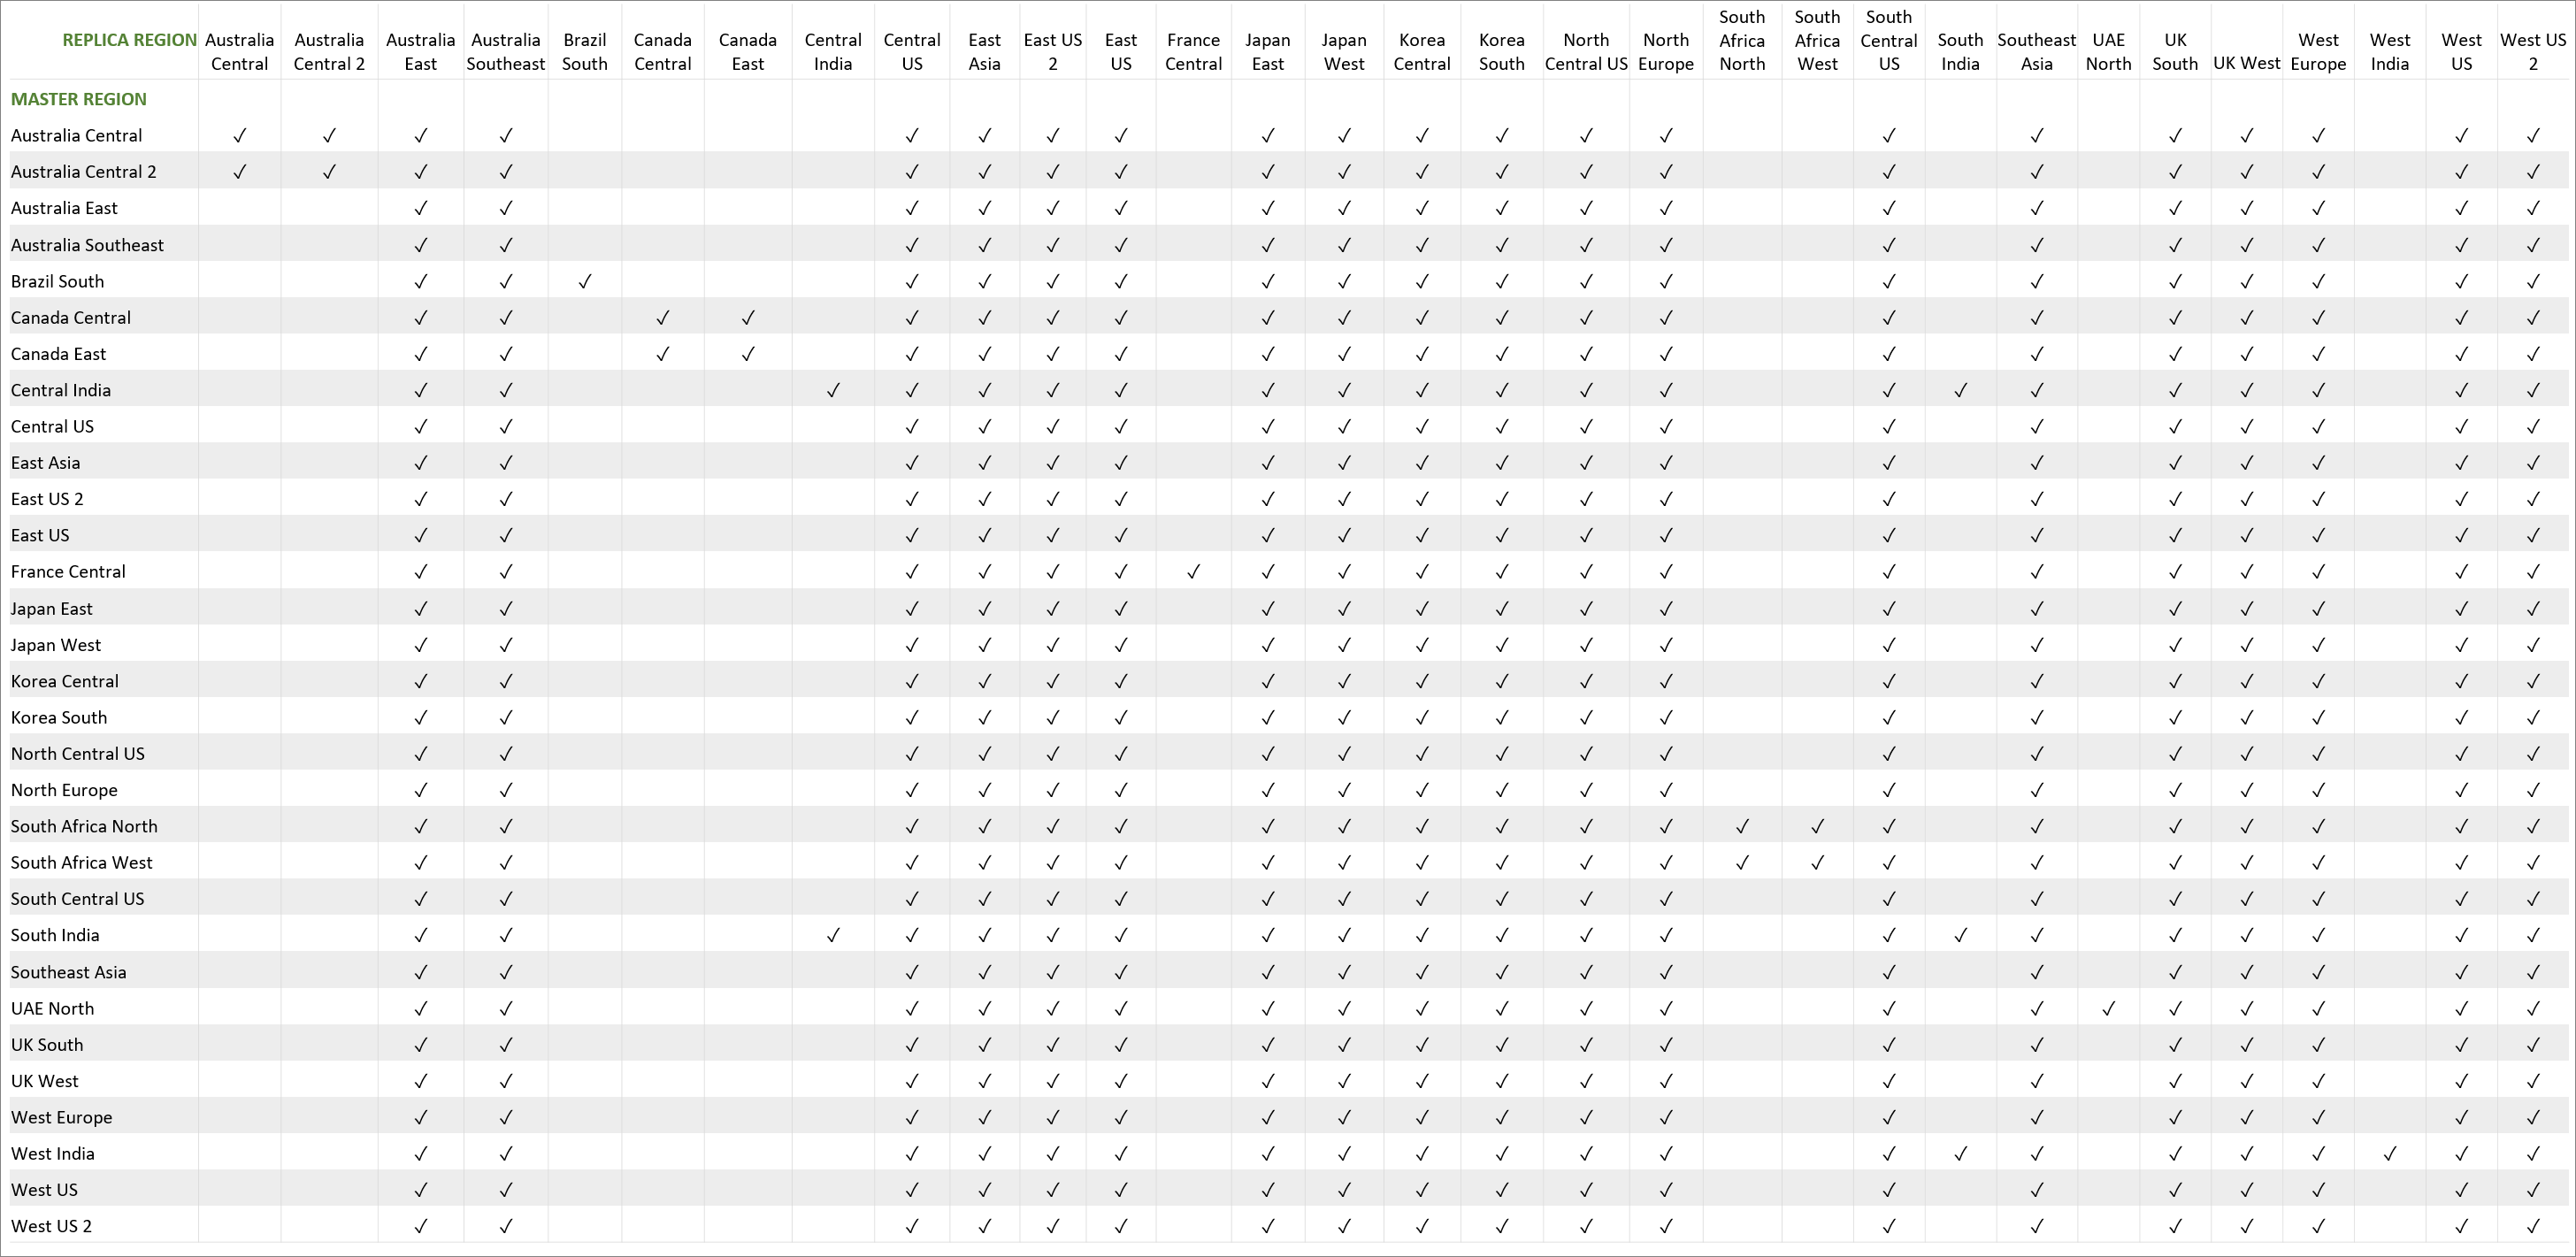 South South South
REPLICA REGION Australia Australia Australia Australia Brazil Canada Canada Central Central East East US East France Japan Japan Korea Korea North North Africa Africa Central South Southeast UAE UK West West West West US
Central Central 2 East Southeast South Central East India US Asia 2 US Central East West Central South Central US Europe North West US India Asia North South UK West Europe India US 2
MASTER REGION
Australia Central
Australia Central 2
Australia East
Australia Southeast
Brazil South
Canada Central
Canada East
Central India
Central US
East Asia
East US 2
East US
France Central
Japan East
Japan West
Korea Central
Korea South
North Central US
North Europe
South Africa North
South Africa West
South Central US
South India
Southeast Asia
UAE North
UK South
UK West
West Europe
West India
West US
West US 2